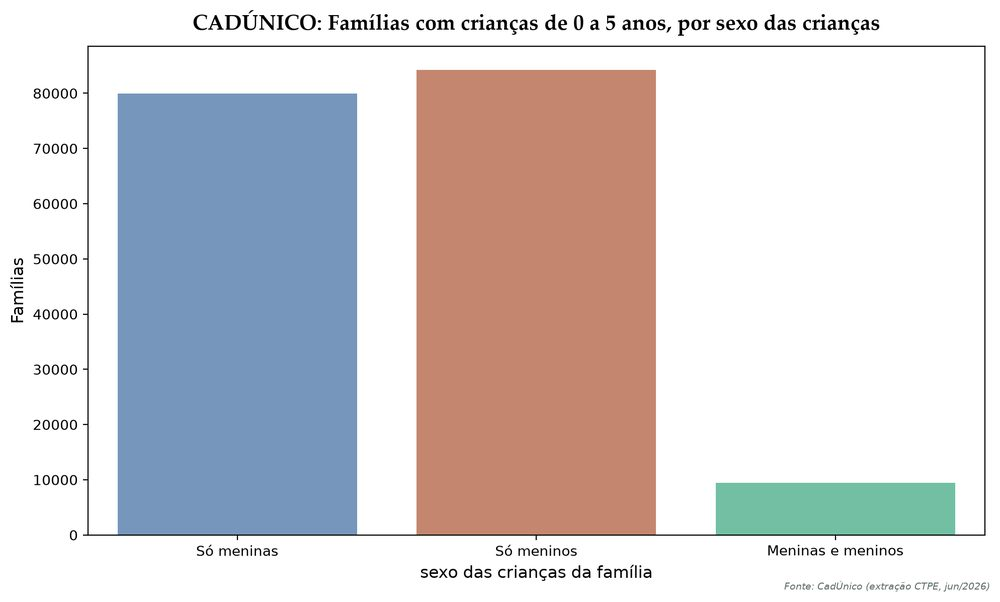 CADÚNICO: Famílias com crianças de 0 a 5 anos, por sexo das crianças
Famílias
80000
70000
60000
50000
40000
30000
20000
10000
0
Só meninas
Só meninos
Meninas e meninos
sexo das crianças da família
Fonte: CadÚnico (extração CTPE, jun/2026)